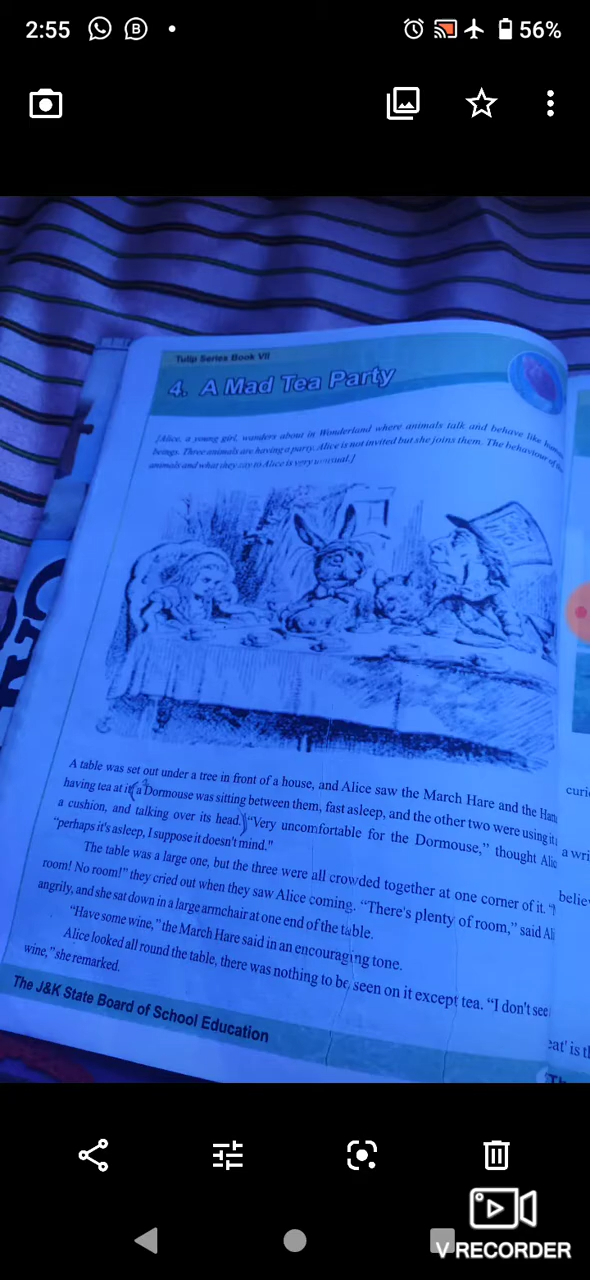 2:55
56%
Tulip Series Book VII
4. A Mad Tea Party
[Alice, a young girl, wanders about in Wonderland where animals talk and behave like
beings. Three animals are having a party. Alice is not invited but she joins them. The behaviour of
animals and what they say to Alice is very unusual.]
A table was set out under a tree in front of a house, and Alice saw the March Hare and the
having tea at it (a Dormouse was sitting between them, fast asleep, and the other two were using it
a cushion, and talking over its head.) "Very uncomfortable for the Dormouse," thought
"perhaps it's asleep, I suppose it doesn't mind."
The table was a large one, but the three were all crowded together at one corner of it.
room! No room!" they cried out when they saw Alice coming. "There's plenty of room," said
angrily, and she sat down in a large armchair at one end of the table.
"Have some wine," the March Hare said in an encouraging tone.
Alice looked all round the table, there was nothing to be seen on it except tea. "I don't see
wine," she remarked.
The J&K State Board of School Education
curi
a wri
belie
eat' is
V RECORDER